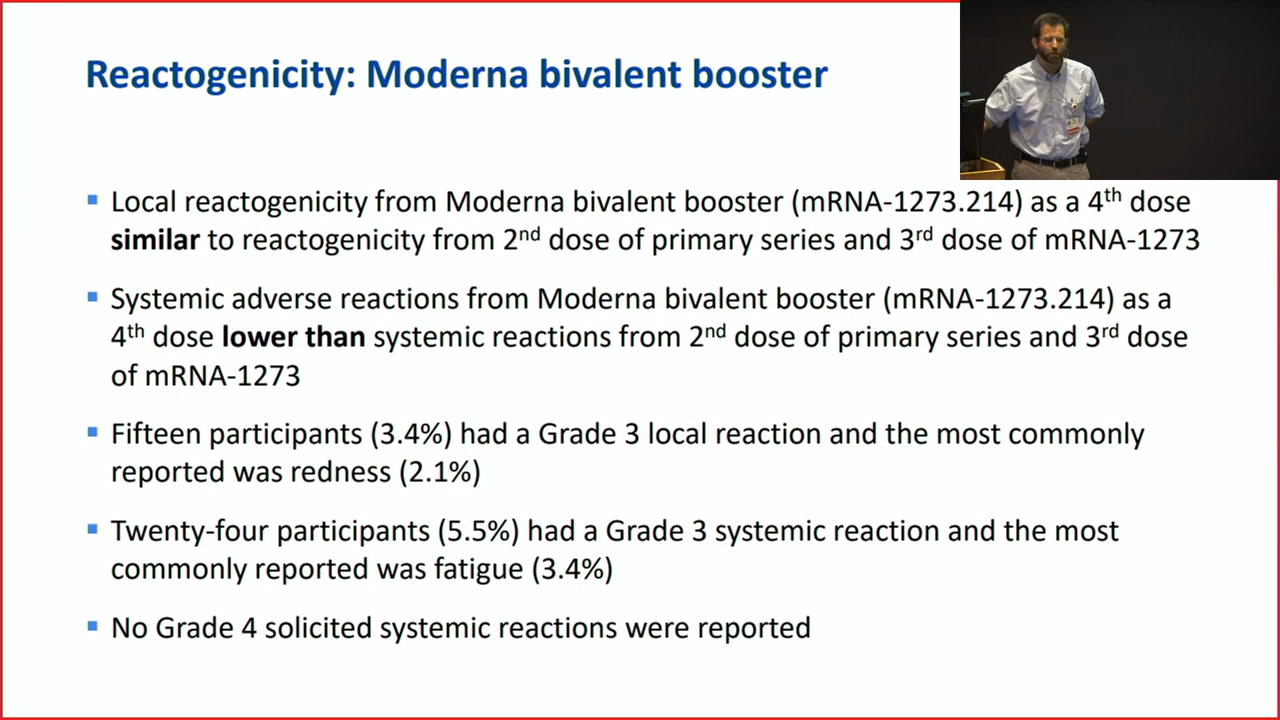 Reactogenicity: Moderna bivalent booster
Local reactogenicity from Moderna bivalent booster (mRNA-1273.214) as a 4th dose
similar to reactogenicity from 2nd dose of primary series and 3rd dose of mRNA-1273
Systemic adverse reactions from Moderna bivalent booster (mRNA-1273.214) as a
4th dose lower than systemic reactions from 2nd dose of primary series and 3rd dose
of mRNA-1273
Fifteen participants (3.4%) had a Grade 3 local reaction and the most commonly
reported was redness (2.1%)
Twenty-four participants (5.5%) had a Grade 3 systemic reaction and the most
commonly reported was fatigue (3.4%)
No Grade 4 solicited systemic reactions were reported